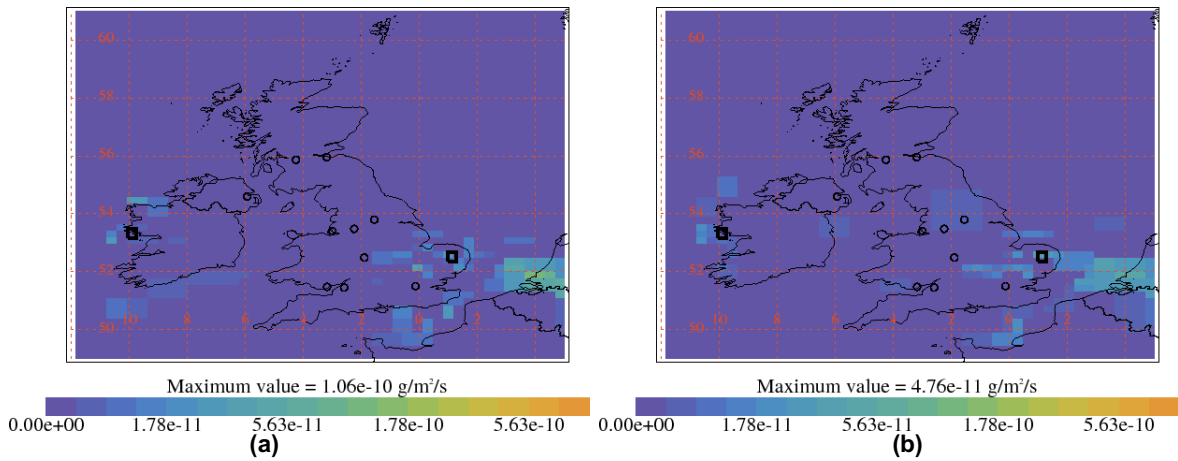 60
58
56
54
52
50
10 8 6 4 2 0 2
Maximum value = 1.06e-10 g/m²/s
0.00e+00 1.78e-11 5.63e-11 1.78e-10 5.63e-10
(a)
60
58
56
54
52
50
10 8 6 4 2 0 2
Maximum value = 4.76e-11 g/m²/s
0.00e+00 1.78e-11 5.63e-11 1.78e-10 5.63e-10
(b)